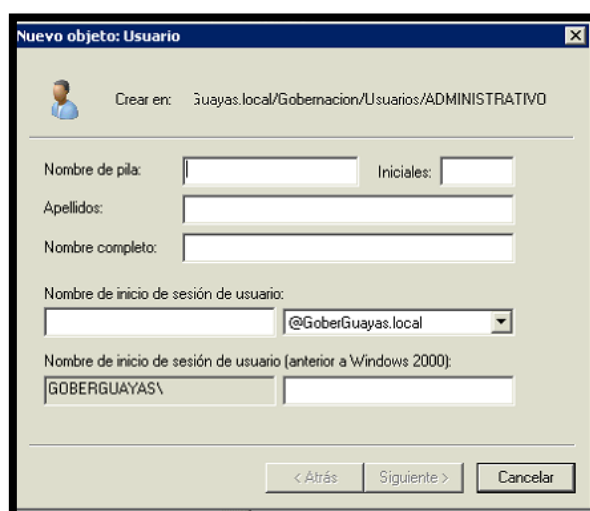 Nuevo objeto: Usuario
Crear en: Guayas.local/Gobernacion/Usuarios/ADMINISTRATIVO
Nombre de pila: Iniciales:
Apellidos:
Nombre completo:
Nombre de inicio de sesión de usuario:
@GoberGuayas.local
Nombre de inicio de sesión de usuario (anterior a Windows 2000):
GOBERGUAYAS\
< Atrás Siguiente > Cancelar